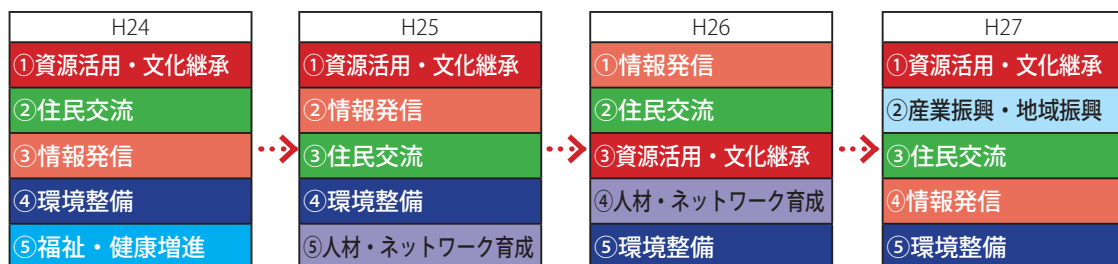 H24
①資源活用・文化継承
②住民交流
③情報発信
④環境整備
⑤福祉・健康増進
H25
①資源活用・文化継承
②情報発信
③住民交流
④環境整備
⑤人材・ネットワーク育成
H26
①情報発信
②住民交流
③資源活用・文化継承
④人材・ネットワーク育成
⑤環境整備
H27
①資源活用・文化継承
②産業振興・地域振興
③住民交流
④情報発信
⑤環境整備